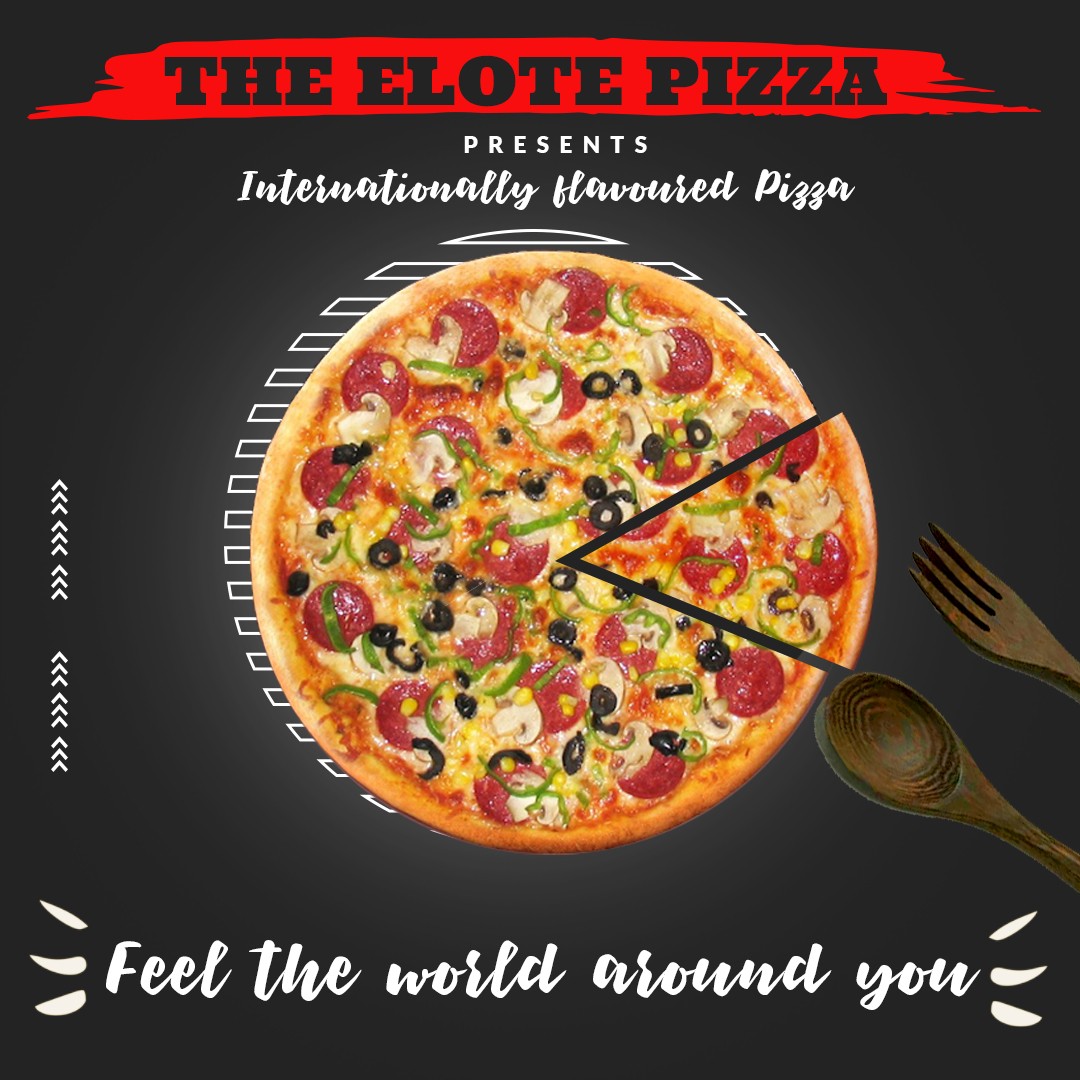 THE ELOTE PIZZA
PRESENTS
Internationally flavoured Pizza
Feel the world around you